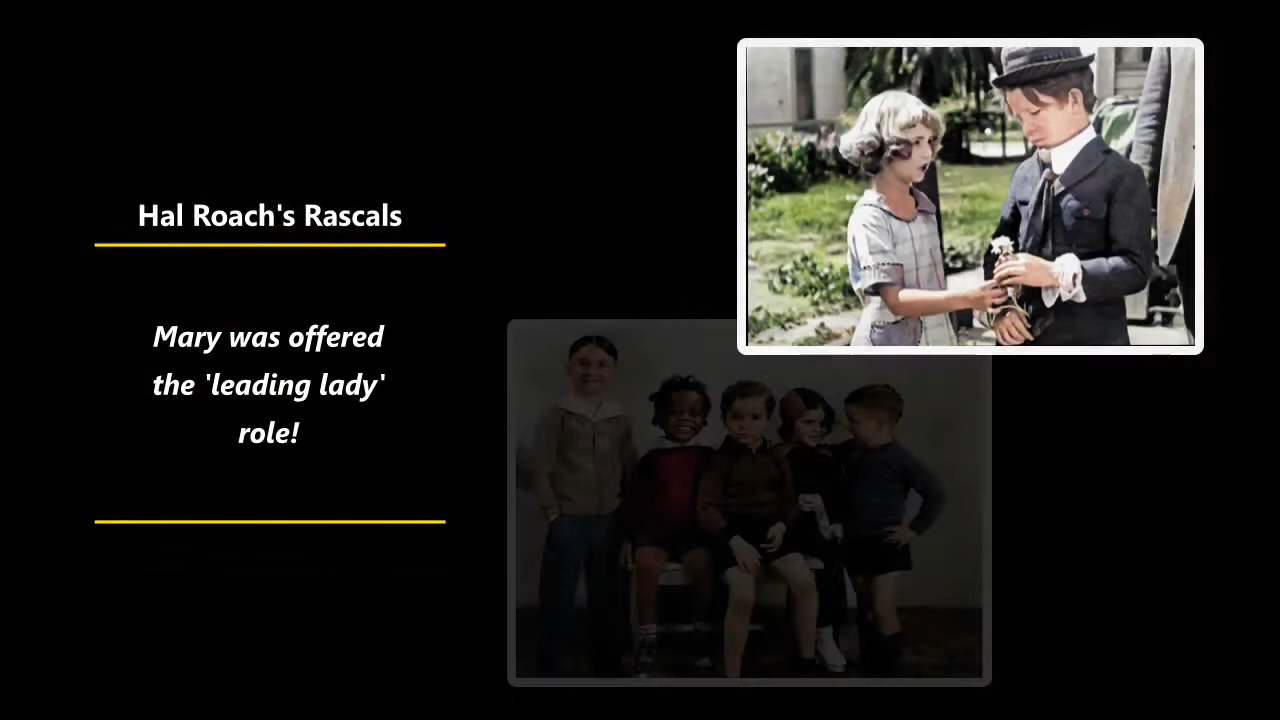 Hal Roach's Rascals
Mary was offered
the 'leading lady'
role!